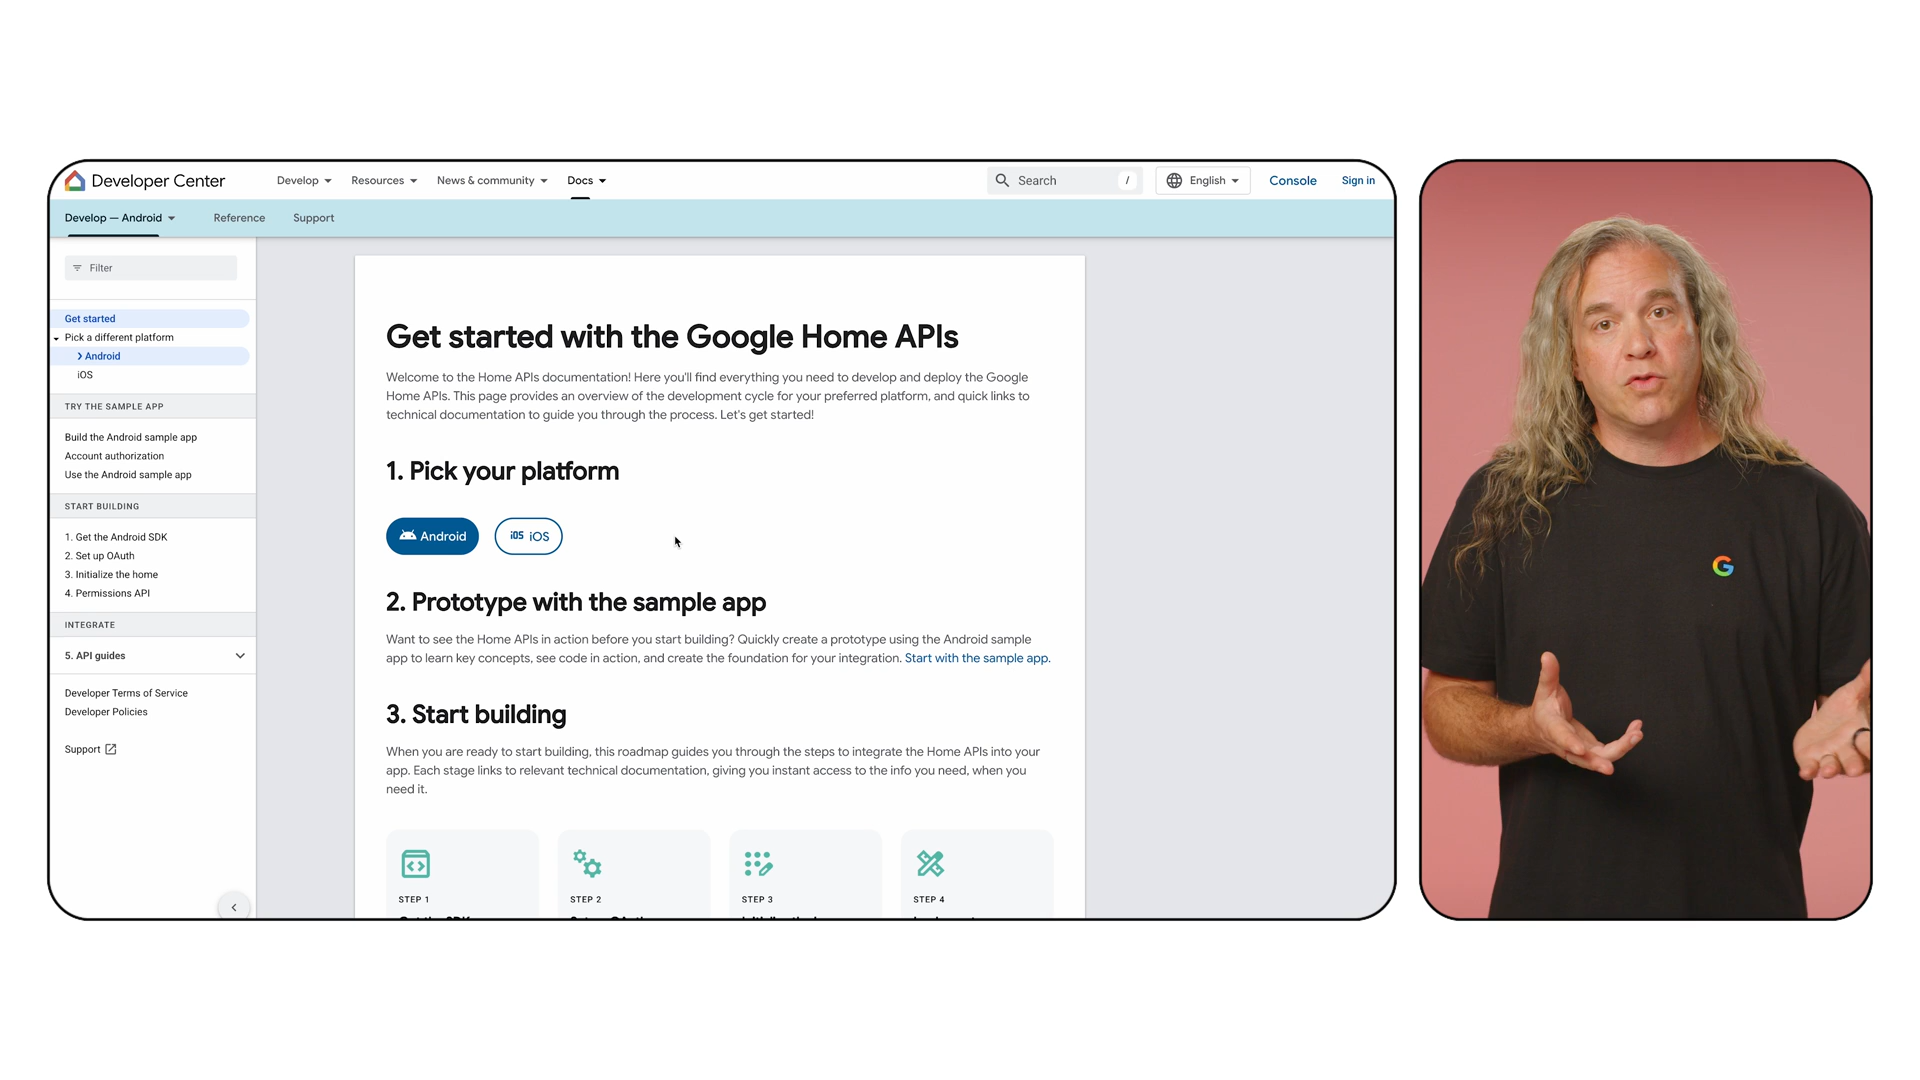 Developer Center
Develop
Resources
News & community
Docs
Search
/
English
Console
Sign in
Develop — Android
Reference
Support
Filter
Get started
Pick a different platform
Android
iOS
TRY THE SAMPLE APP
Build the Android sample app
Account authorization
Use the Android sample app
START BUILDING
1. Get the Android SDK
2. Set up OAuth
3. Initialize the home
4. Permissions API
INTEGRATE
5. API guides
Developer Terms of Service
Developer Policies
Support
Get started with the Google Home APIs
Welcome to the Home APIs documentation! Here you'll find everything you need to develop and deploy the Google
Home APIs. This page provides an overview of the development cycle for your preferred platform, and quick links to
technical documentation to guide you through the process. Let's get started!
1. Pick your platform
Android
iOS iOS
2. Prototype with the sample app
Want to see the Home APIs in action before you start building? Quickly create a prototype using the Android sample
app to learn key concepts, see code in action, and create the foundation for your integration. Start with the sample app.
3. Start building
When you are ready to start building, this roadmap guides you through the steps to integrate the Home APIs into your
app. Each stage links to relevant technical documentation, giving you instant access to the info you need, when you
need it.
STEP 1
STEP 2
STEP 3
STEP 4
G